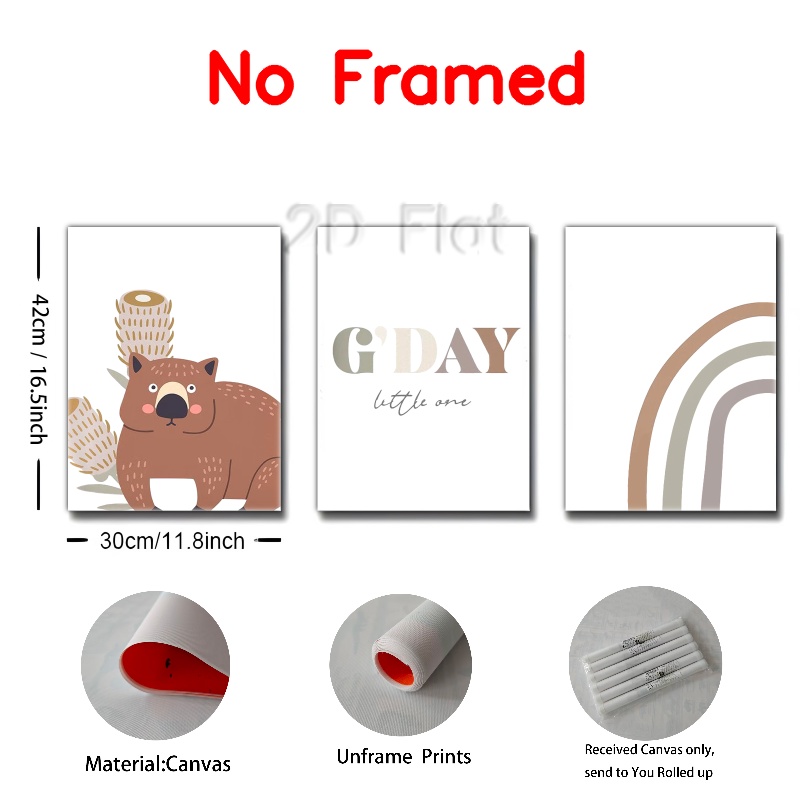 No Framed
2D Flat
42cm / 16.5inch
G'DAY
little one
30cm/11.8inch
Material:Canvas
Unframe Prints
Received Canvas only,
send to You Rolled up